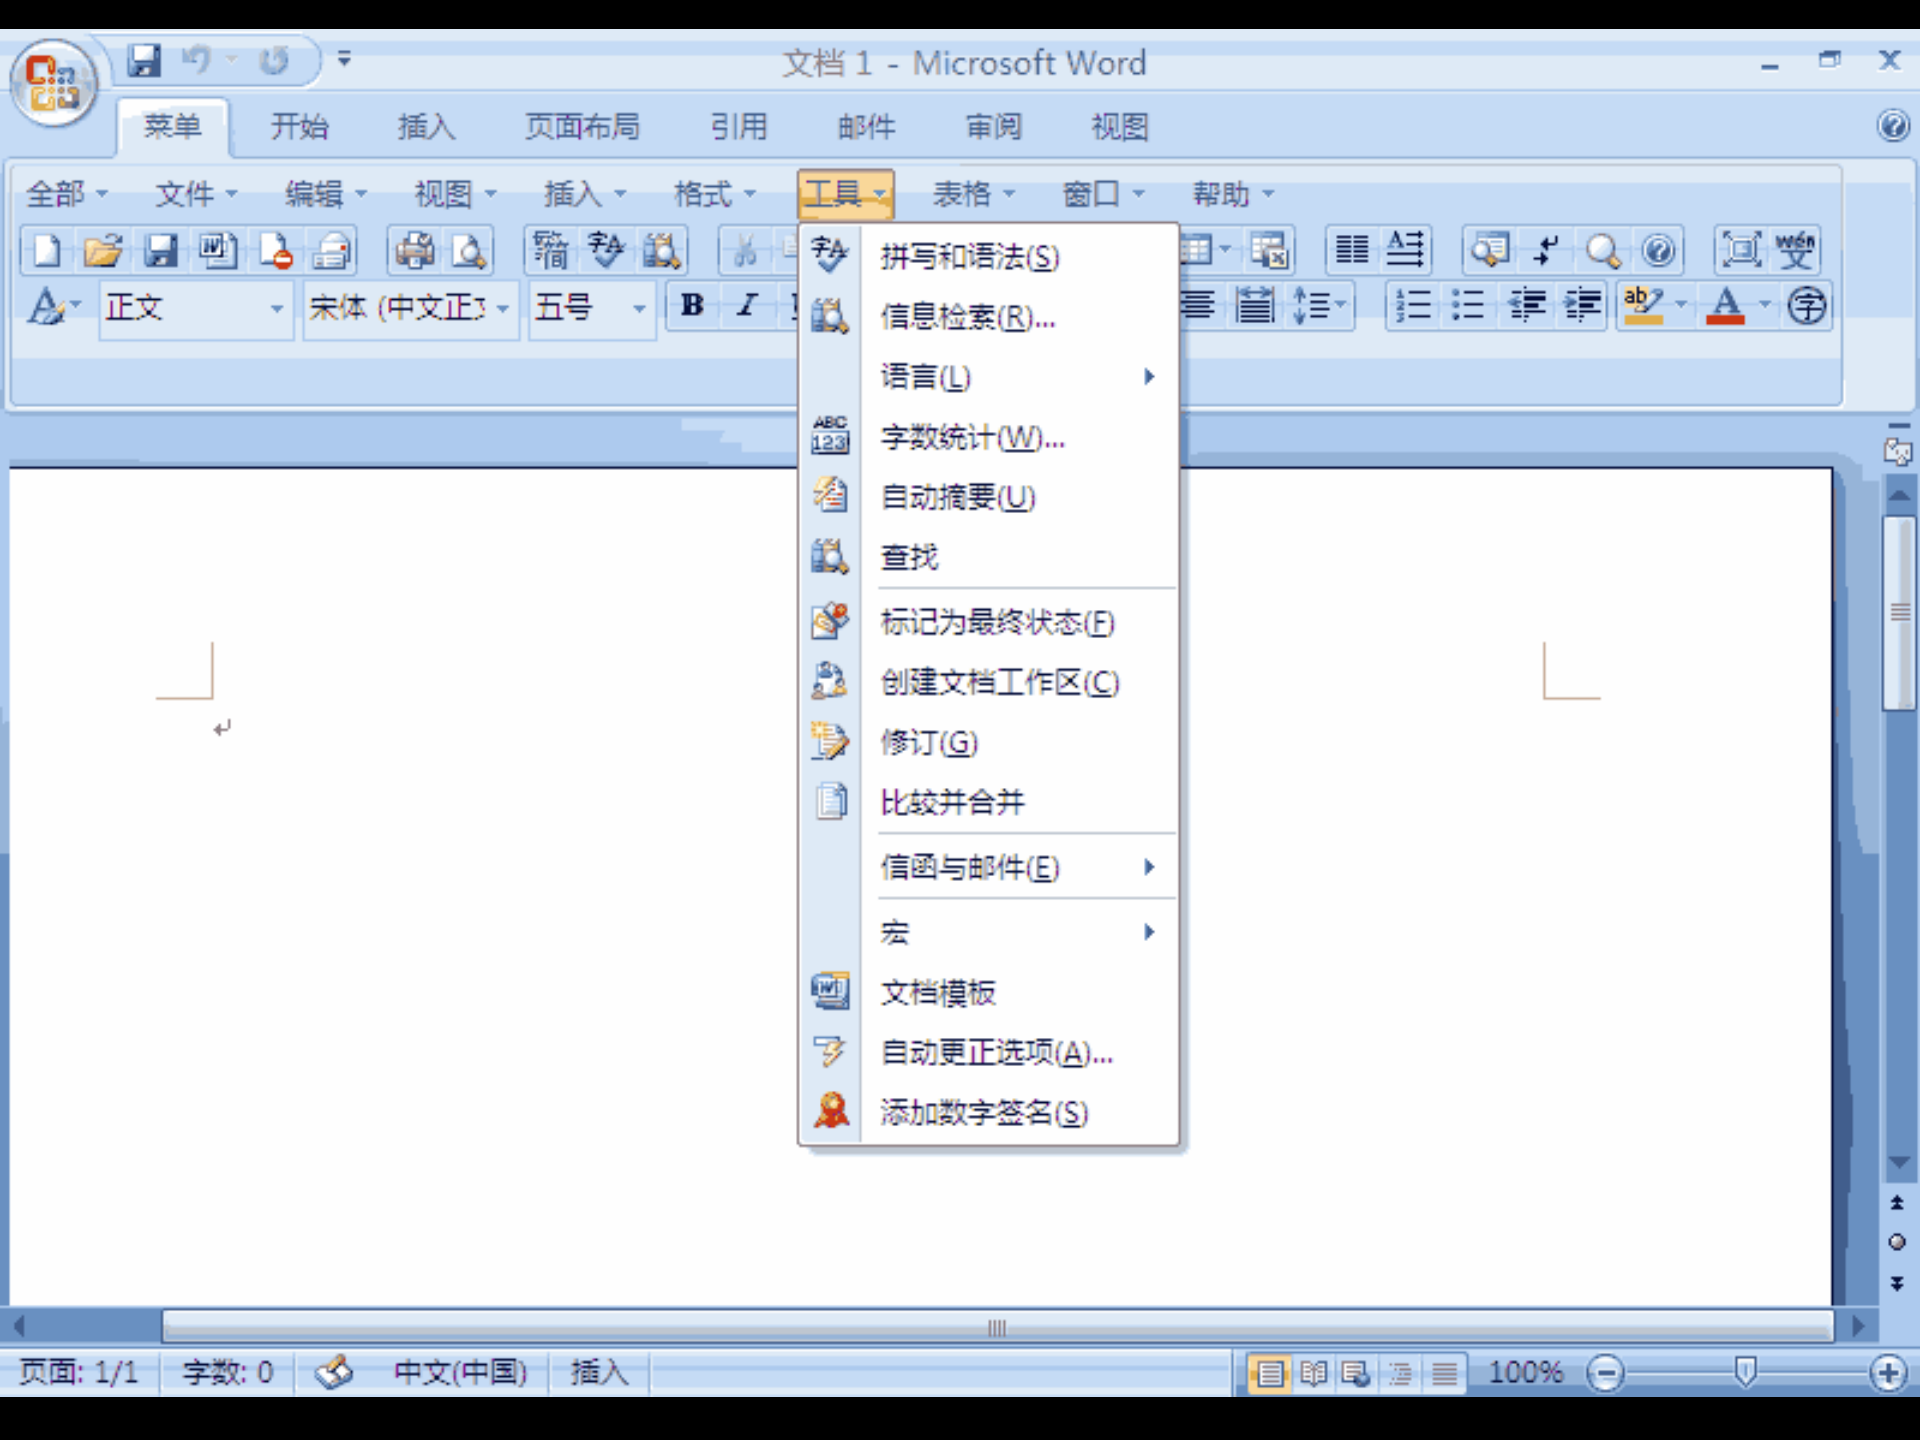 文档 1 - Microsoft Word
菜单 开始 插入 页面布局 引用 邮件 审阅 视图
全部 文件 编辑 视图 插入 格式 工具 表格 窗口 帮助
正文 宋体 (中文正 五号 B I
拼写和语法(S)
信息检索(R)...
语言(L)
字数统计(W)...
自动摘要(U)
查找
标记为最终状态(F)
创建文档工作区(C)
修订(G)
比较并合并
信函与邮件(E)
宏
文档模板
自动更正选项(A)...
添加数字签名(S)
页面: 1/1 字数: 0 中文(中国) 插入 100%